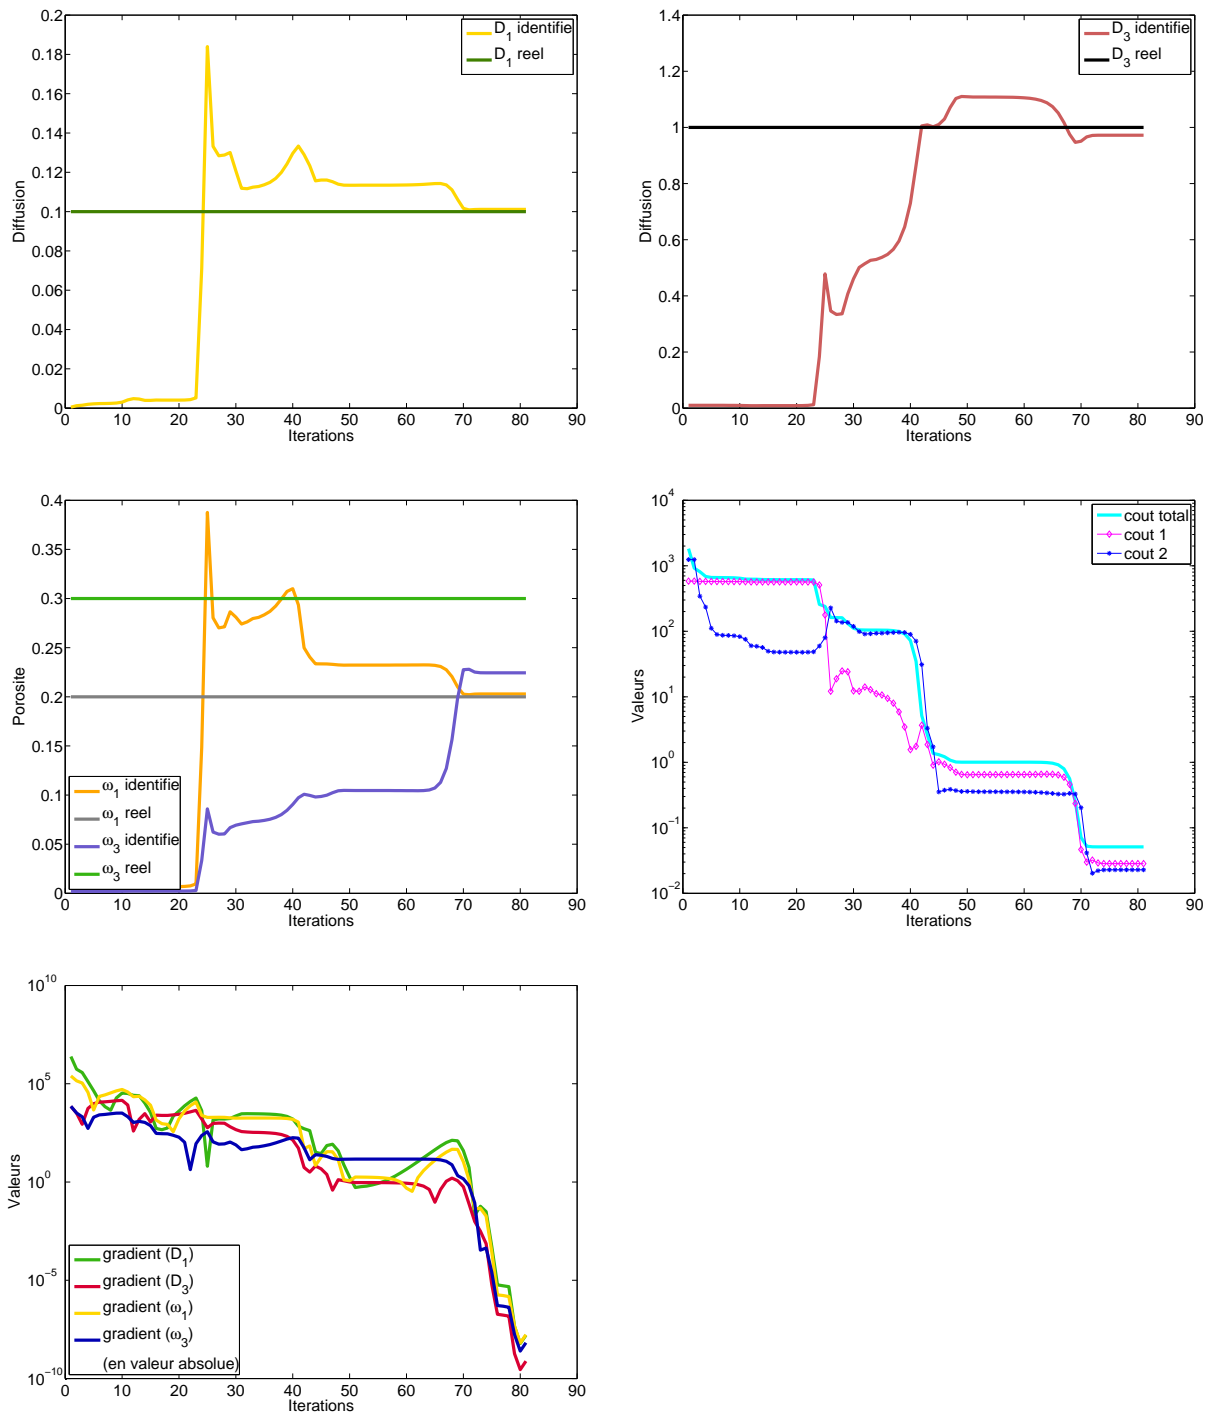 0.2
0.18
0.16
0.14
0.12
0.1
0.08
0.06
0.04
0.02
0
Diffusion
0 10 20 30 40 50 60 70 80 90
Iterations
D1 identifie
D1 reel
1.4
1.2
1
0.8
0.6
0.4
0.2
0
Diffusion
0 10 20 30 40 50 60 70 80 90
Iterations
D3 identifie
D3 reel
0.4
0.35
0.3
0.25
0.2
0.15
0.1
0.05
0
Porosite
0 10 20 30 40 50 60 70 80 90
Iterations
ω1 identifie
ω1 reel
ω3 identifie
ω3 reel
10^4
10^3
10^2
10^1
10^0
10^−1
10^−2
Valeurs
0 10 20 30 40 50 60 70 80 90
Iterations
cout total
cout 1
cout 2
10^10
10^5
10^0
10^−5
10^−10
Valeurs
0 10 20 30 40 50 60 70 80 90
Iterations
gradient (D1)
gradient (D3)
gradient (ω1)
gradient (ω3)
(en valeur absolue)